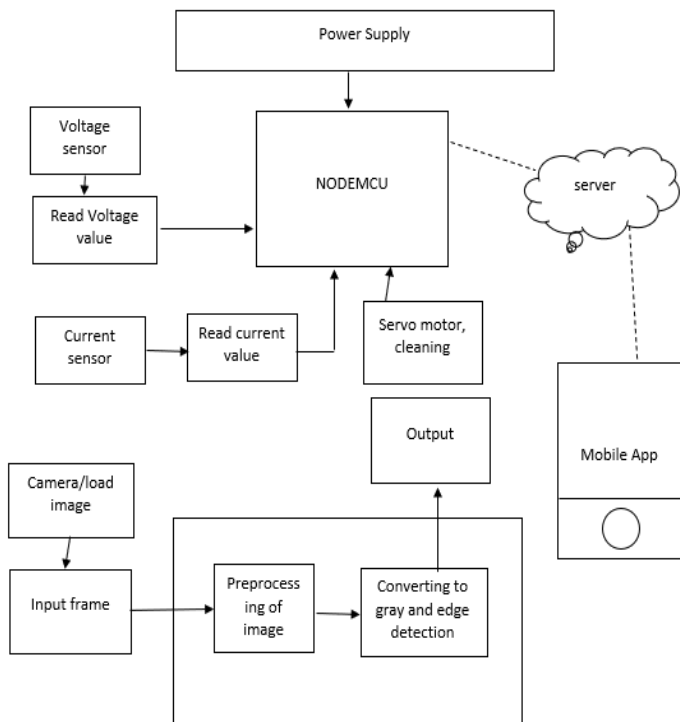 Power Supply
Voltage
sensor
NODEMCU
server
Read Voltage
value
Current
sensor
Read current
value
Servo motor,
cleaning
Output
Mobile App
Camera/load
image
Input frame
Preprocess
ing of
image
Converting to
gray and edge
detection